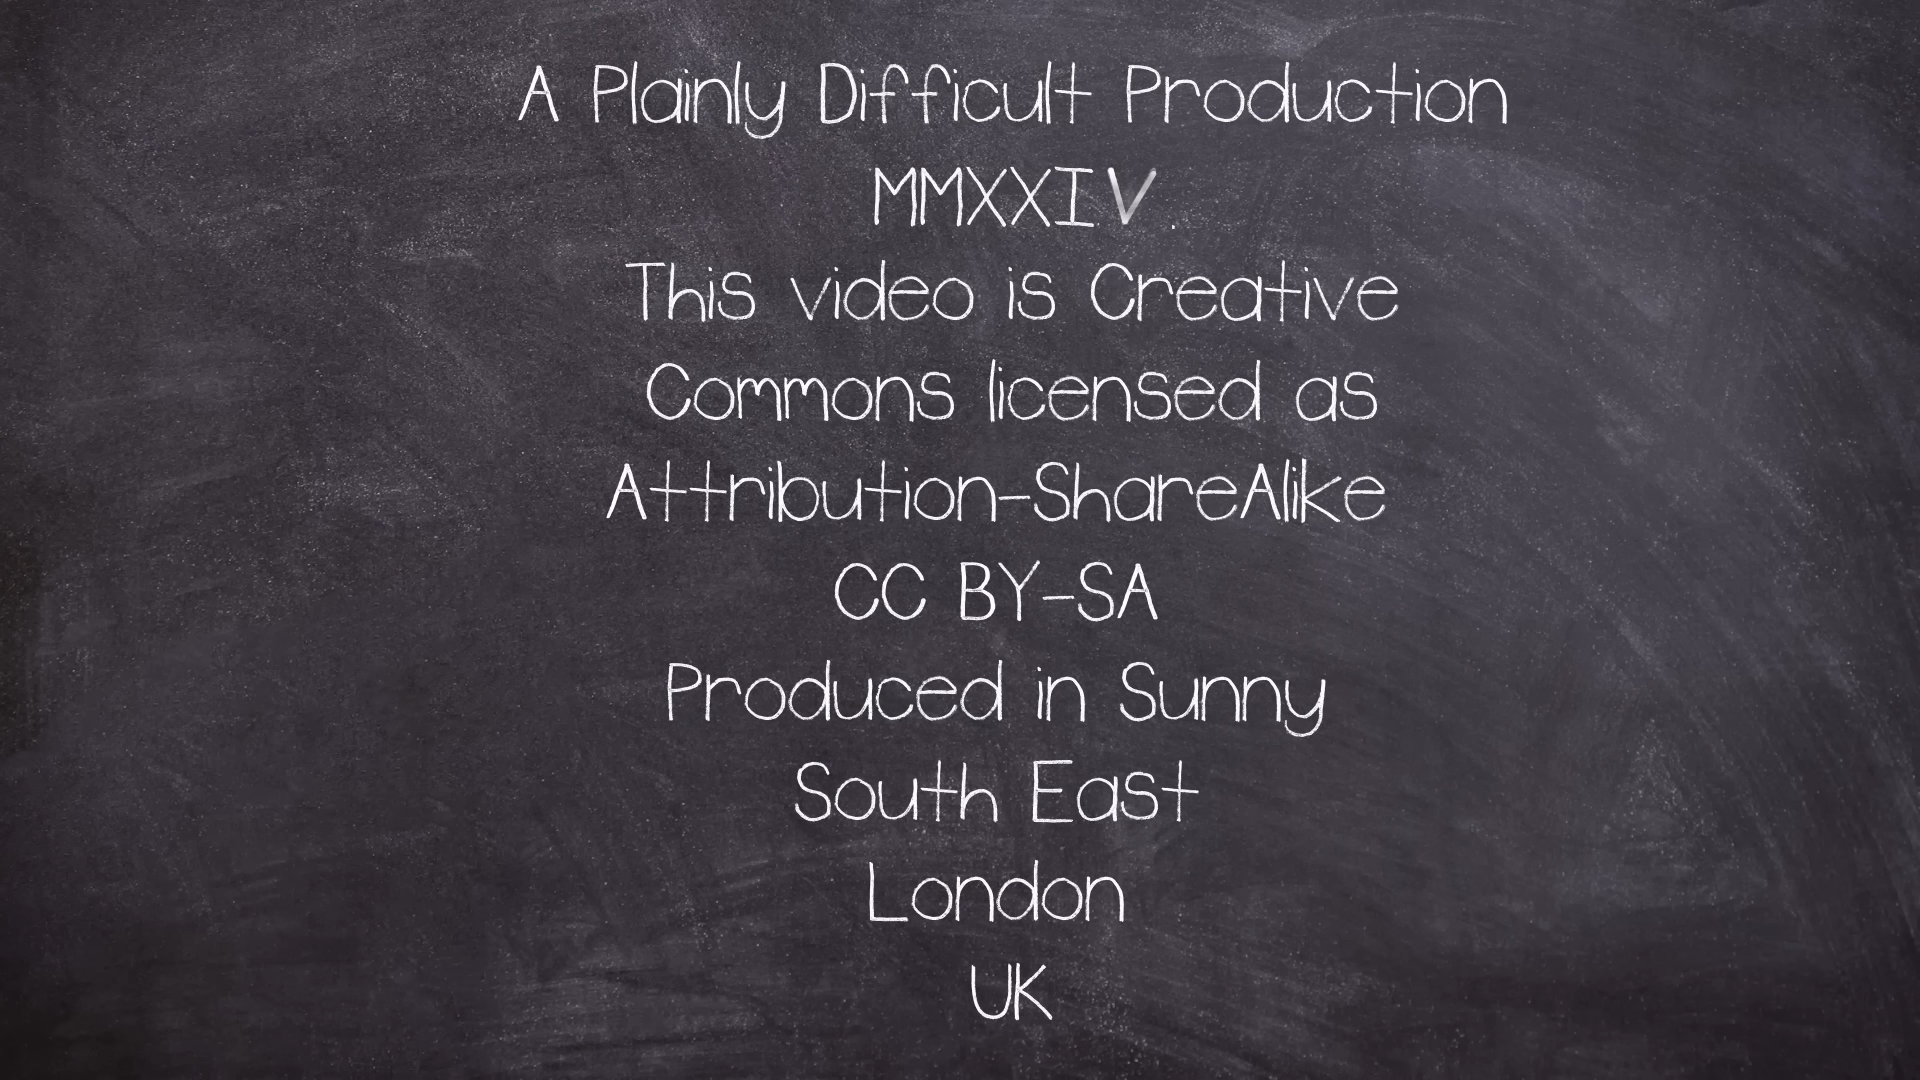 A Plainly Difficult Production
MMXXIV.
This video is Creative
Commons licensed as
Attribution-ShareAlike
CC BY-SA
Produced in Sunny
South East
London
UK